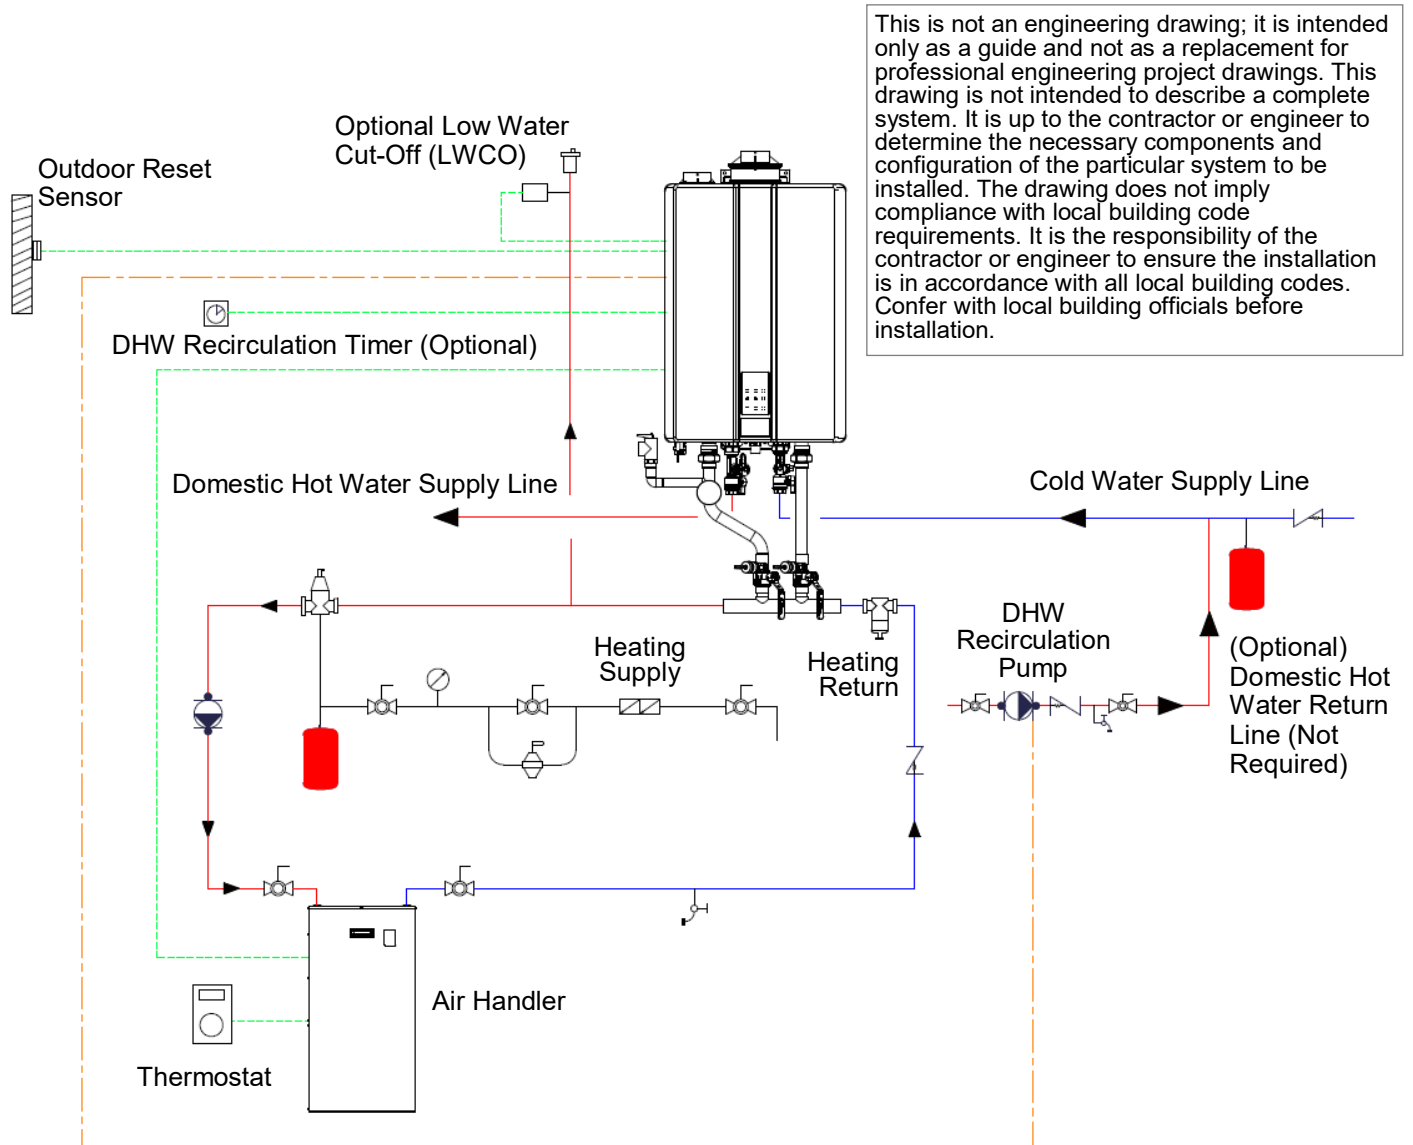 This is not an engineering drawing; it is intended
only as a guide and not as a replacement for
professional engineering project drawings. This
drawing is not intended to describe a complete
system. It is up to the contractor or engineer to
determine the necessary components and
configuration of the particular system to be
installed. The drawing does not imply
compliance with local building code
requirements. It is the responsibility of the
contractor or engineer to ensure the installation
is in accordance with all local building codes.
Confer with local building officials before
installation.
Optional Low Water
Cut-Off (LWCO)
Outdoor Reset
Sensor
DHW Recirculation Timer (Optional)
Domestic Hot Water Supply Line
Cold Water Supply Line
Heating
Supply
Heating
Return
DHW
Recirculation
Pump
(Optional)
Domestic Hot
Water Return
Line (Not
Required)
Air Handler
Thermostat